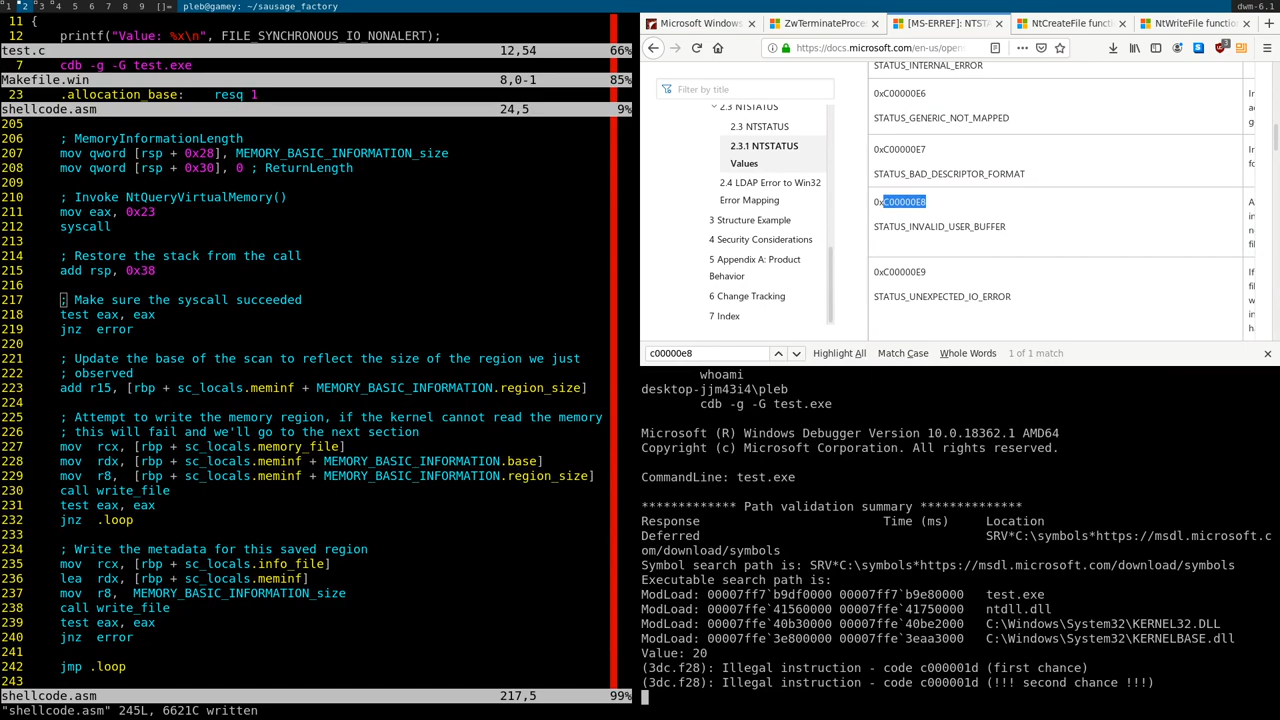 1 2 3 4 6 7 8 9 []= pleb@gamey: ~/sausage_factory dwm-6.1
11 {
12     printf("Value: %x\n", FILE_SYNCHRONOUS_IO_NONALERT);
test.c 12,54 66%
7     cdb -g -G test.exe
Makefile.win 8,0-1 85%
23     .allocation_base:    resq 1
shellcode.asm 24,5 9%
205
206     ; MemoryInformationLength
207     mov qword [rsp + 0x28], MEMORY_BASIC_INFORMATION_size
208     mov qword [rsp + 0x30], 0 ; ReturnLength
209
210     ; Invoke NtQueryVirtualMemory()
211     mov eax, 0x23
212     syscall
213
214     ; Restore the stack from the call
215     add rsp, 0x38
216
217     ; Make sure the syscall succeeded
218     test eax, eax
219     jnz  error
220
221     ; Update the base of the scan to reflect the size of the region we just
222     ; observed
223     add r15, [rbp + sc_locals.meminf + MEMORY_BASIC_INFORMATION.region_size]
224
225     ; Attempt to write the memory region, if the kernel cannot read the memory
226     ; this will fail and we'll go to the next section
227     mov  rcx, [rbp + sc_locals.memory_file]
228     mov  rdx, [rbp + sc_locals.meminf + MEMORY_BASIC_INFORMATION.base]
229     mov  r8,  [rbp + sc_locals.meminf + MEMORY_BASIC_INFORMATION.region_size]
230     call write_file
231     test eax, eax
232     jnz  .loop
233
234     ; Write the metadata for this saved region
235     mov  rcx, [rbp + sc_locals.info_file]
236     lea  rdx, [rbp + sc_locals.meminf]
237     mov  r8,  MEMORY_BASIC_INFORMATION_size
238     call write_file
239     test eax, eax
240     jnz  error
241
242     jmp .loop
243
shellcode.asm 217,5 99%
"shellcode.asm" 245L, 6621C written
Microsoft Windows
ZwTerminateProce
[MS-ERREF]: NTSTA
NtCreateFile functi
NtWriteFile functio
https://docs.microsoft.com/en-us/open
Filter by title
2.3 NTSTATUS
2.3 NTSTATUS
2.3.1 NTSTATUS
Values
2.4 LDAP Error to Win32
Error Mapping
3 Structure Example
4 Security Considerations
5 Appendix A: Product
Behavior
6 Change Tracking
7 Index
STATUS_INTERNAL_ERROR
0xC00000E6
STATUS_GENERIC_NOT_MAPPED
0xC00000E7
STATUS_BAD_DESCRIPTOR_FORMAT
0xC00000E8
STATUS_INVALID_USER_BUFFER
0xC00000E9
STATUS_UNEXPECTED_IO_ERROR
c00000e8 Highlight All Match Case Whole Words 1 of 1 match
whoami
desktop-jjm43i4\pleb
cdb -g -G test.exe
Microsoft (R) Windows Debugger Version 10.0.18362.1 AMD64
Copyright (c) Microsoft Corporation. All rights reserved.
CommandLine: test.exe
************* Path validation summary **************
Response                         Time (ms)     Location
Deferred                                       SRV*C:\symbols*https://msdl.microsoft.c
om/download/symbols
Symbol search path is: SRV*C:\symbols*https://msdl.microsoft.com/download/symbols
Executable search path is:
ModLoad: 00007ff7`b9df0000 00007ff7`b9e80000   test.exe
ModLoad: 00007ffe`41560000 00007ffe`41750000   ntdll.dll
ModLoad: 00007ffe`40b30000 00007ffe`40be2000   C:\Windows\System32\KERNEL32.DLL
ModLoad: 00007ffe`3e800000 00007ffe`3eaa3000   C:\Windows\System32\KERNELBASE.dll
Value: 20
(3dc.f28): Illegal instruction - code c000001d (first chance)
(3dc.f28): Illegal instruction - code c000001d (!!! second chance !!!)